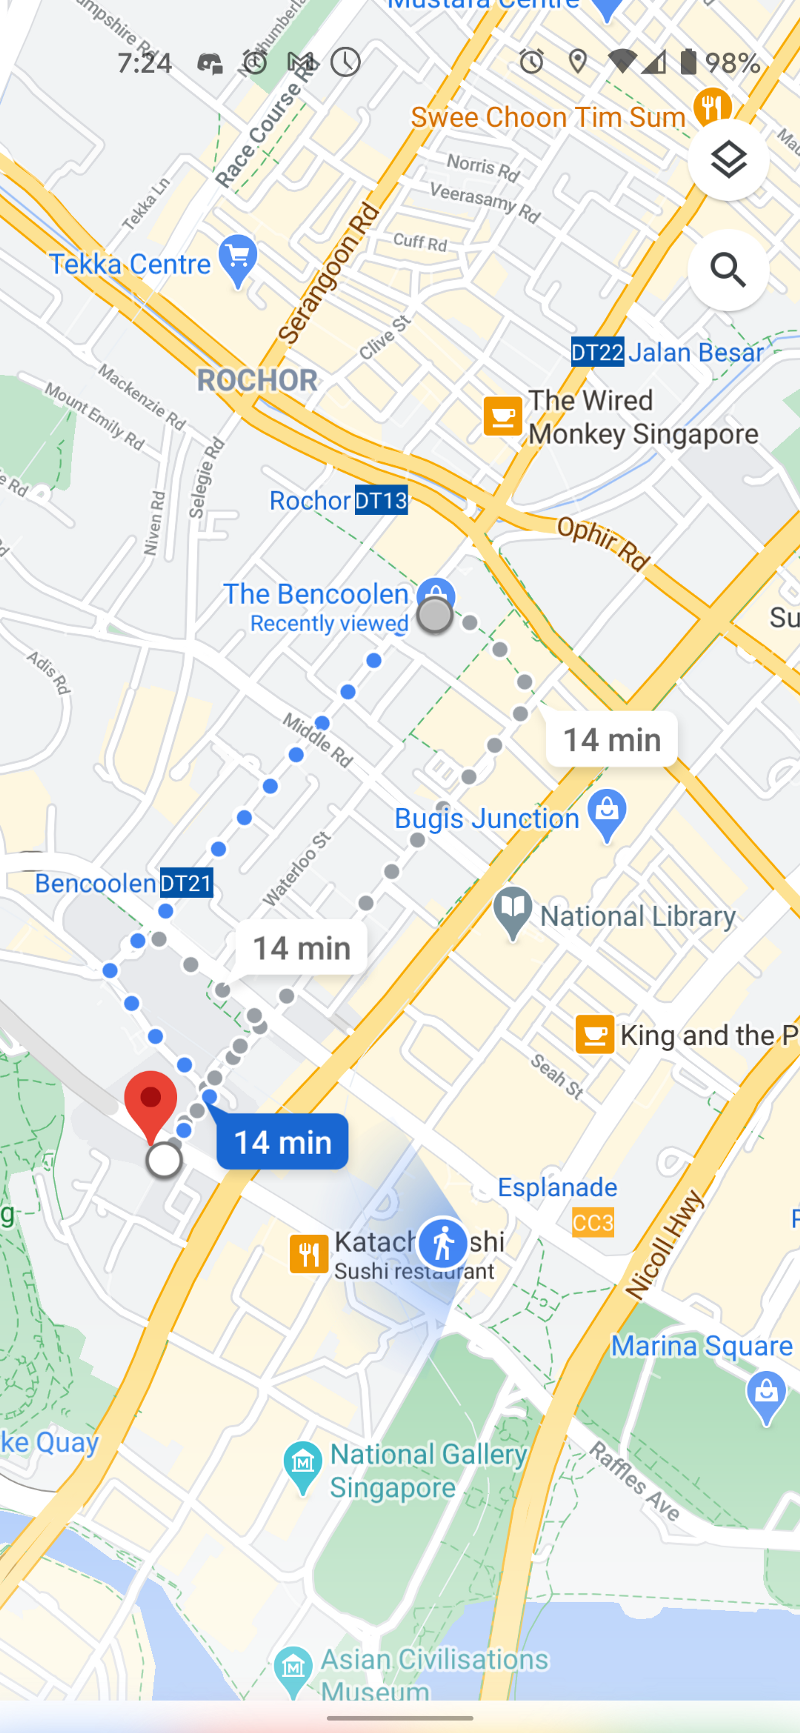 Mustafa Centre
7:24
98%
Race Course Rd
Swee Choon Tim Sum
Norris Rd
Veerasamy Rd
Tekka Ln
Cuff Rd
Tekka Centre
Serangoon Rd
Clive St
DT22 Jalan Besar
ROCHOR
Mackenzie Rd
Mount Emily Rd
The Wired
Monkey Singapore
Selegie Rd
Niven Rd
Rochor DT13
Ophir Rd
The Bencoolen
Recently viewed
Su
Adis Rd
Middle Rd
14 min
Bugis Junction
Waterloo St
Bencoolen DT21
National Library
14 min
King and the P
Seah St
14 min
Esplanade
CC3
Nicoll Hwy
g
Katach shi
Sushi restaurant
Marina Square
ke Quay
National Gallery
Singapore
Raffles Ave
Asian Civilisations
Museum